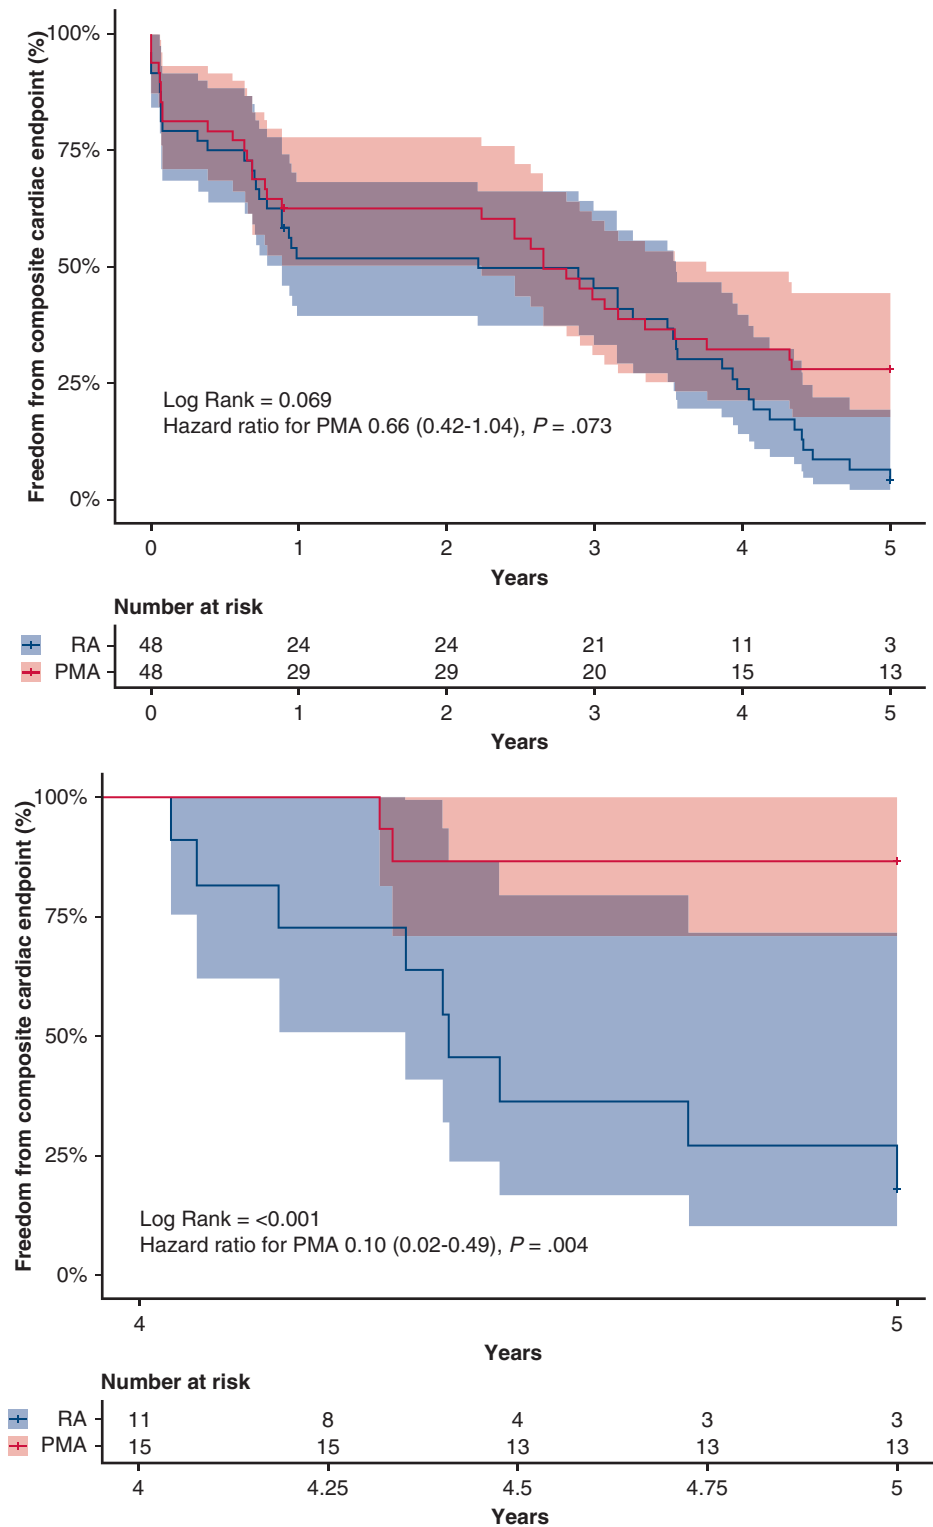 Freedom from composite cardiac endpoint (%)
100%
75%
50%
25%
0%
Log Rank = 0.069
Hazard ratio for PMA 0.66 (0.42-1.04), P = .073
0 1 2 3 4 5
Years
Number at risk
RA 48 24 24 21 11 3
PMA 48 29 29 20 15 13
0 1 2 3 4 5
Years
Freedom from composite cardiac endpoint (%)
100%
75%
50%
25%
0%
Log Rank = <0.001
Hazard ratio for PMA 0.10 (0.02-0.49), P = .004
4 5
Years
Number at risk
RA 11 8 4 3 3
PMA 15 15 13 13 13
4 4.25 4.5 4.75 5
Years